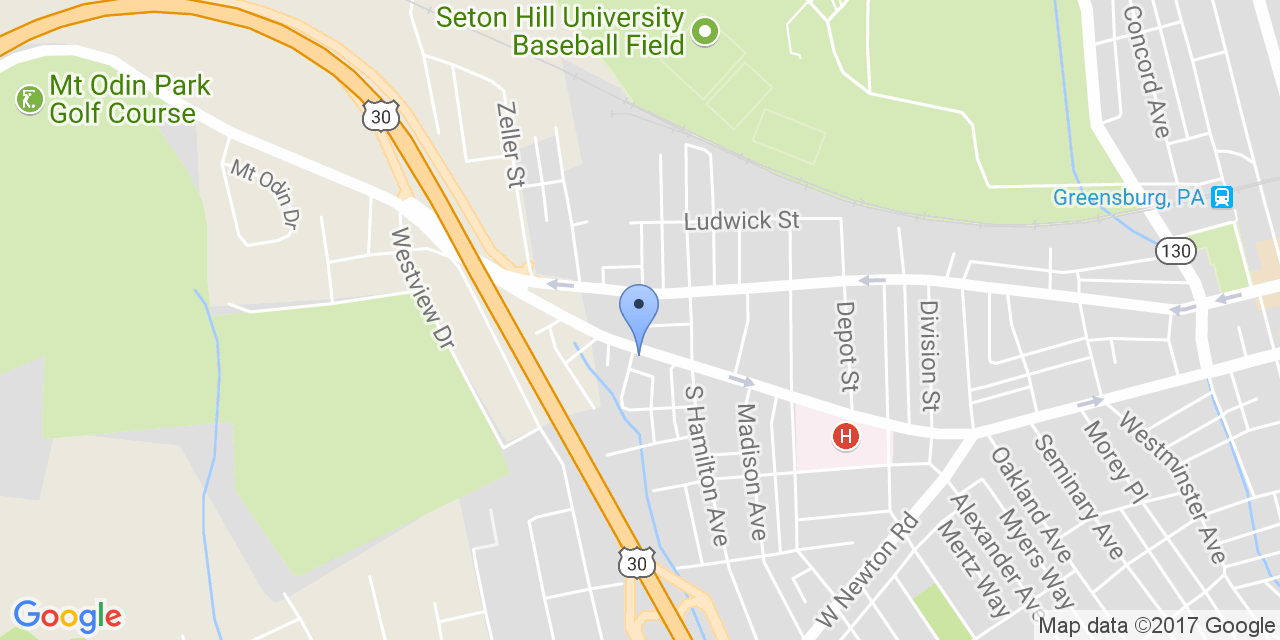 Seton Hill University
Baseball Field
Mt Odin Park
Golf Course
30
Concord Ave
Zeller St
Mt Odin Dr
Greensburg, PA
Ludwick St
130
Westview Dr
Depot St
Division St
S Hamilton Ave
Madison Ave
H
Westminster Ave
Morey Pl
Seminary Ave
Oakland Ave
Myers Way
Alexander Ave
Mertz Way
W Newton Rd
30
Google
Map data ©2017 Google